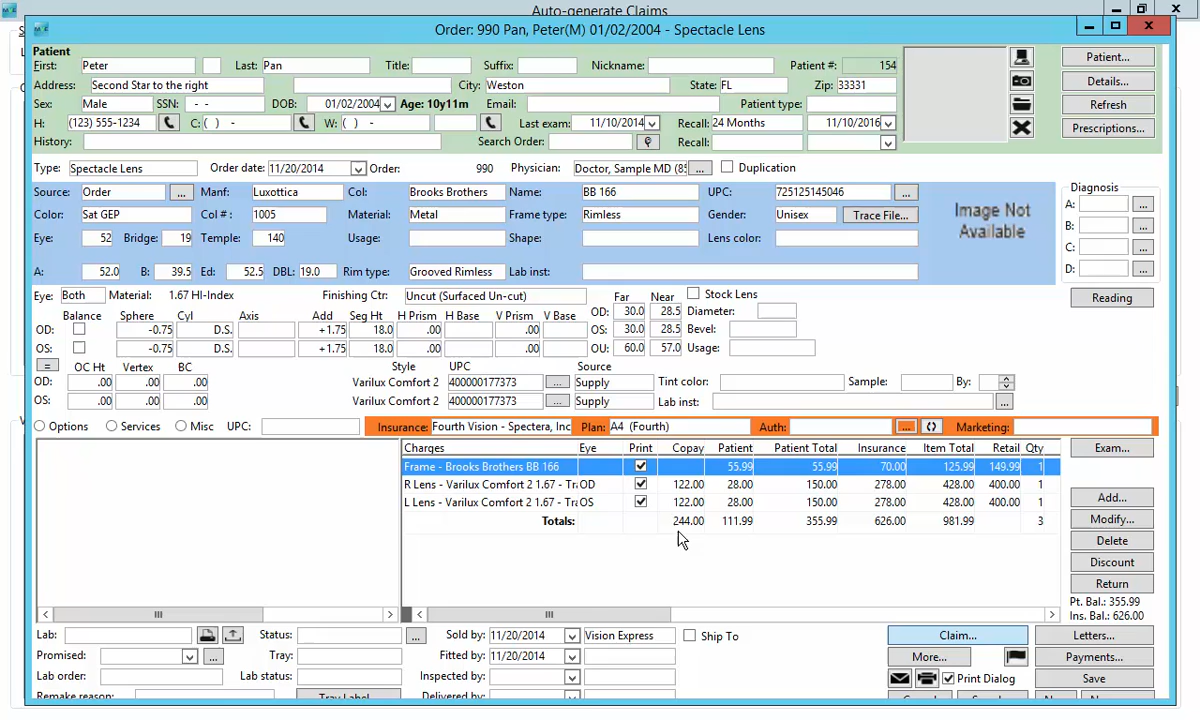 Auto-generate Claims
Order: 990 Pan, Peter(M) 01/02/2004 - Spectacle Lens
Patient
First: Peter Last: Pan Title: Suffix: Nickname: Patient #: 154 Patient...
Address: Second Star to the right City: Weston State: FL Zip: 33331 Details...
Sex: Male SSN: - - DOB: 01/02/2004 Age: 10y11m Email: Patient type: Refresh
H: (123) 555-1234 C: ( ) - W: ( ) - Last exam: 11/10/2014 Recall: 24 Months 11/10/2016 Prescriptions...
History: Search Order: Recall:
Type: Spectacle Lens Order date: 11/20/2014 Order: 990 Physician: Doctor, Sample MD (85 ... Duplication
Source: Order ... Manf: Luxottica Col: Brooks Brothers Name: BB 166 UPC: 725125145046 ... Diagnosis
Color: Sat GEP Col # : 1005 Material: Metal Frame type: Rimless Gender: Unisex Trace File... Image Not Available A: ...
Eye: 52 Bridge: 19 Temple: 140 Usage: Shape: Lens color: B: ...
C: ...
A: 52.0 B: 39.5 Ed: 52.5 DBL: 19.0 Rim type: Grooved Rimless Lab inst: D: ...
Eye: Both Material: 1.67 HI-Index Finishing Ctr: Uncut (Surfaced Un-cut) Far Near Stock Lens Reading
Balance Sphere Cyl Axis Add Seg Ht H Prism H Base V Prism V Base OD: 30.0 28.5 Diameter:
OD: -0.75 D.S. +1.75 18.0 .00 .00 OS: 30.0 28.5 Bevel:
OS: -0.75 D.S. +1.75 18.0 .00 .00 OU: 60.0 57.0 Usage:
= OC Ht Vertex BC Style UPC Source
OD: .00 .00 .00 Varilux Comfort 2 400000177373 ... Supply Tint color: Sample: By:
OS: .00 .00 .00 Varilux Comfort 2 400000177373 ... Supply Lab inst: ...
Options Services Misc UPC: Insurance: Fourth Vision - Spectera, Inc Plan: A4 (Fourth) Auth: ... Marketing:
Charges Eye Print Copay Patient Patient Total Insurance Item Total Retail Qty Exam...
Frame - Brooks Brothers BB 166 55.99 55.99 70.00 125.99 149.99 1
R Lens - Varilux Comfort 2 1.67 - Tra OD 122.00 28.00 150.00 278.00 428.00 400.00 1
L Lens - Varilux Comfort 2 1.67 - Tra OS 122.00 28.00 150.00 278.00 428.00 400.00 1
Totals: 244.00 111.99 355.99 626.00 981.99 3
Add...
Modify...
Delete
Discount
Return
Pt. Bal.: 355.99
Ins. Bal.: 626.00
Lab: Status: ... Sold by: 11/20/2014 Vision Express Ship To Claim... Letters...
Promised: ... Tray: Fitted by: 11/20/2014 More... Payments...
Lab order: Lab status: Inspected by: Print Dialog Save
Remake reason: Tray Label Delivered by: